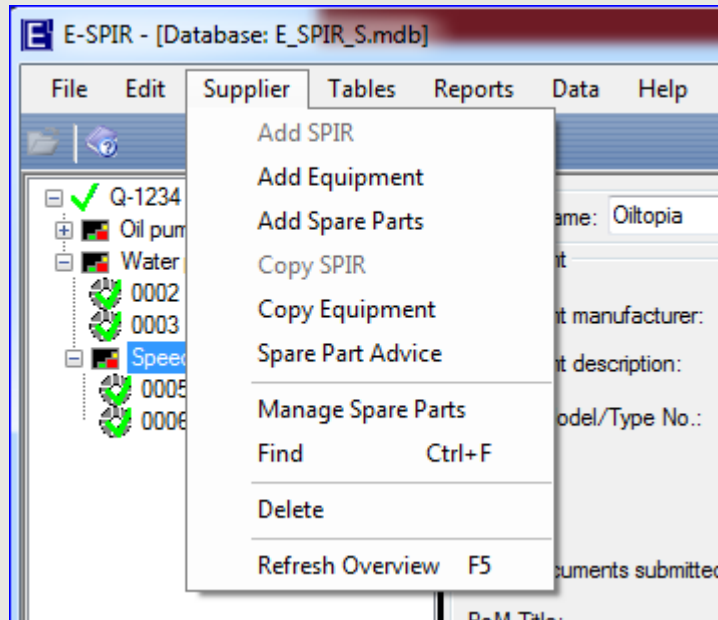 E-SPIR - [Database: E_SPIR_S.mdb]
File Edit Supplier Tables Reports Data Help
Add SPIR
Add Equipment
Add Spare Parts
Copy SPIR
Copy Equipment
Spare Part Advice
Manage Spare Parts
Find Ctrl+F
Delete
Refresh Overview F5
Q-1234
Oil pum
Water
0002
0003
Speed
0005
0006
ame: Oiltopia
nt
nt manufacturer:
nt description:
odel/Type No.:
cuments submitted